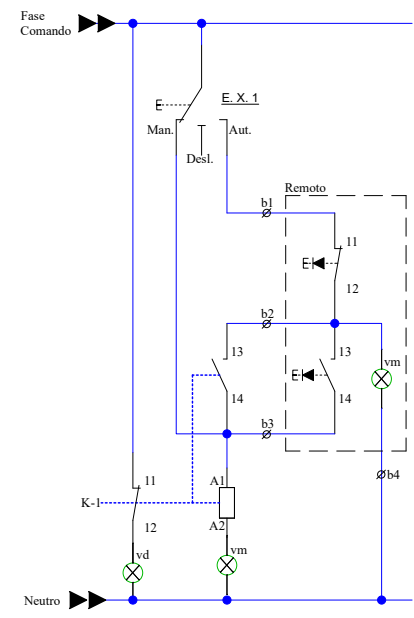 Fase
Comando
E. X. 1
E
Man.
Aut.
Desl.
Remoto
b1
11
E
12
b2
13
13
vm
E
14
14
b3
b4
11
A1
K-1
12
A2
vd
vm
Neutro